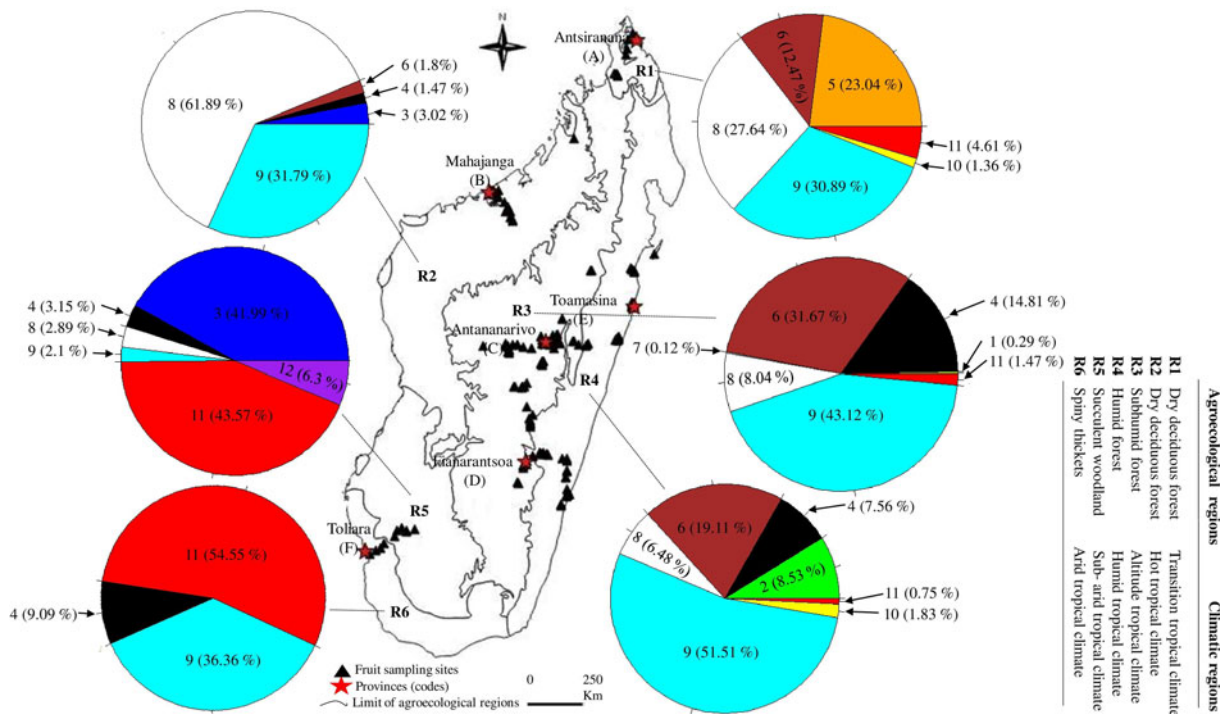 N
Antsiranana
(A)
R1
6 (1.8%)
4 (1.47 %)
3 (3.02 %)
8 (61.89 %)
9 (31.79 %)
6 (12.47 %)
5 (23.04 %)
8 (27.64 %)
11 (4.61 %)
10 (1.36 %)
9 (30.89 %)
Mahajanga
(B)
R2
R3
Toamasina
(E)
Antananarivo
(C)
R4
4 (3.15 %)
8 (2.89 %)
9 (2.1 %)
3 (41.99 %)
12 (6.3 %)
11 (43.57 %)
6 (31.67 %)
4 (14.81 %)
1 (0.29 %)
11 (1.47 %)
7 (0.12 %)
8 (8.04 %)
9 (43.12 %)
Fianarantsoa
(D)
R5
Toliara
(F)
R6
11 (54.55 %)
4 (9.09 %)
9 (36.36 %)
6 (19.11 %)
4 (7.56 %)
8 (6.48 %)
2 (8.53 %)
11 (0.75 %)
10 (1.83 %)
9 (51.51 %)
Fruit sampling sites
Provinces (codes)
Limit of agroecological regions
0 250
Km
Agroecological regions Climatic regions
R1 Dry deciduous forest Transition tropical climate
R2 Dry deciduous forest Hot tropical climate
R3 Subhumid forest Altitude tropical climate
R4 Humid forest Humid tropical climate
R5 Succulent woodland Sub- arid tropical climate
R6 Spiny thickets Arid tropical climate